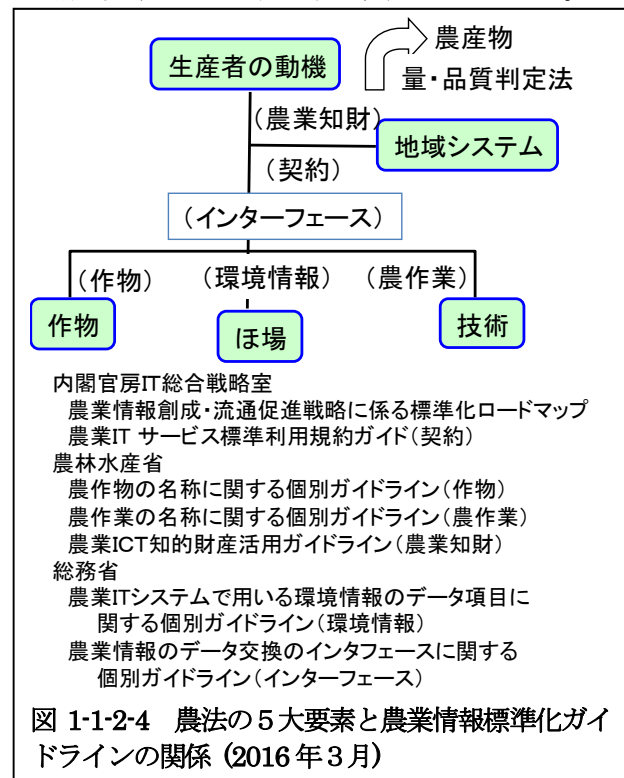 生産者の動機
農産物
量・品質判定法
(農業知財)
地域システム
(契約)
(インターフェース)
(作物) (環境情報) (農作業)
作物 ほ場 技術
内閣官房IT総合戦略室
農業情報創成・流通促進戦略に係る標準化ロードマップ
農業IT サービス標準利用規約ガイド(契約)
農林水産省
農作物の名称に関する個別ガイドライン(作物)
農作業の名称に関する個別ガイドライン(農作業)
農業ICT知的財産活用ガイドライン(農業知財)
総務省
農業ITシステムで用いる環境情報のデータ項目に
関する個別ガイドライン(環境情報)
農業情報のデータ交換のインタフェースに関する
個別ガイドライン(インターフェース)
図 1-1-2-4 農法の5大要素と農業情報標準化ガイ
ドラインの関係 (2016年3月)